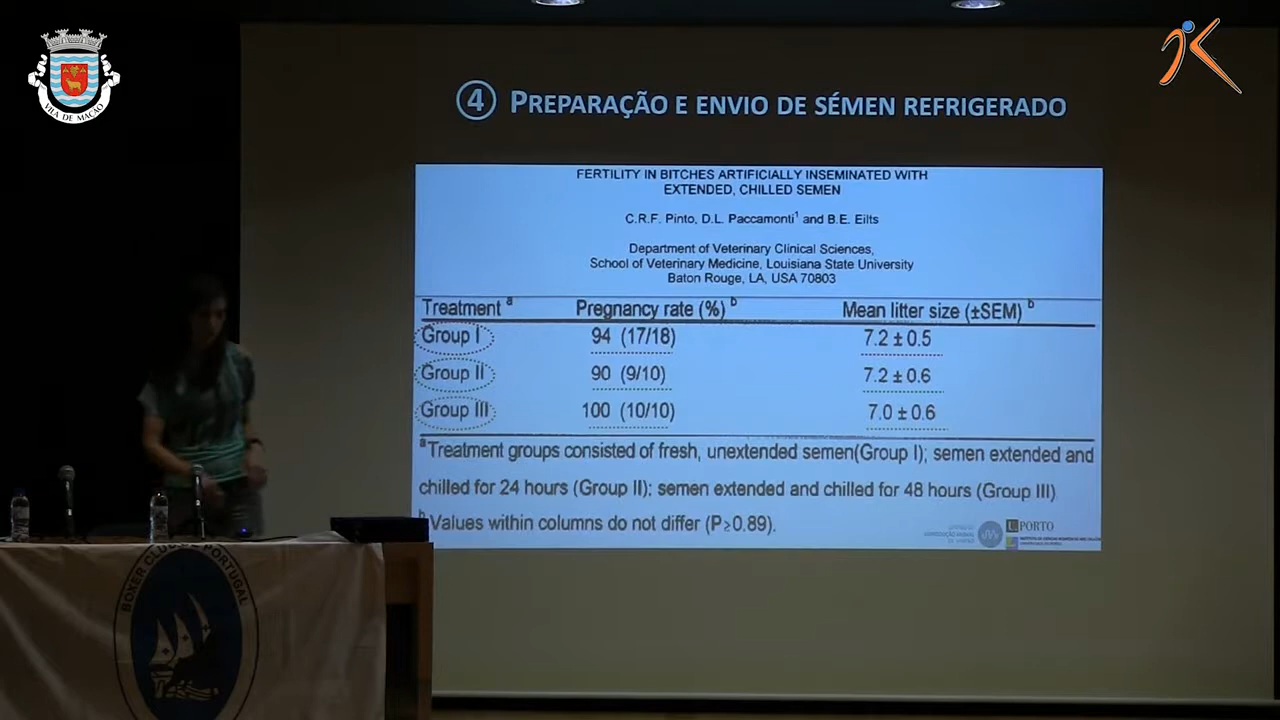 VILA DE MAÇÃO
4 PREPARAÇÃO E ENVIO DE SÉMEN REFRIGERADO
FERTILITY IN BITCHES ARTIFICIALLY INSEMINATED WITH
EXTENDED, CHILLED SEMEN
C.R.F. Pinto, D.L. Paccamonti¹ and B.E. Eilts
Department of Veterinary Clinical Sciences,
School of Veterinary Medicine, Louisiana State University
Baton Rouge, LA, USA 70803
Treatment a Pregnancy rate (%) b Mean litter size (±SEM) b
Group I 94 (17/18) 7.2 ± 0.5
Group II 90 (9/10) 7.2 ± 0.6
Group III 100 (10/10) 7.0 ± 0.6
a Treatment groups consisted of fresh, unextended semen(Group I); semen extended and
chilled for 24 hours (Group II); semen extended and chilled for 48 hours (Group III)
b Values within columns do not differ (P≥0.89).
U.PORTO
BOXER CLUBE DE PORTUGAL